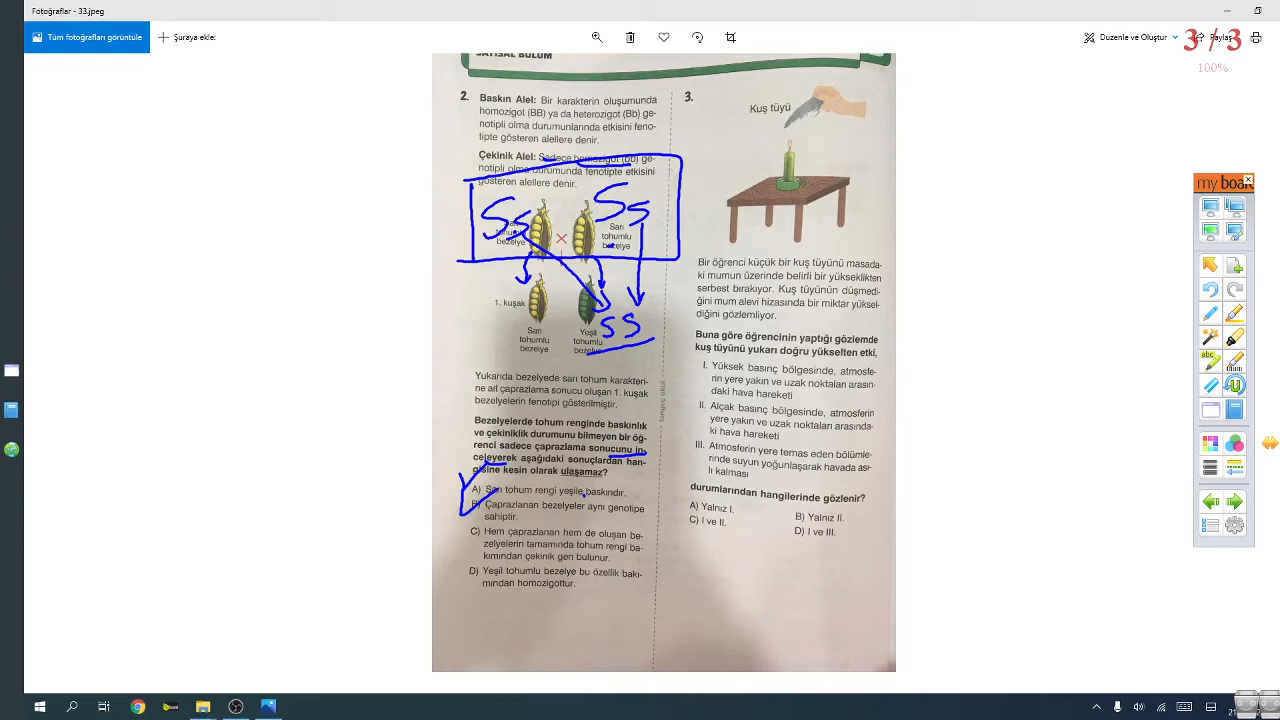 Fotoğraflar - 33.jpeg
Tüm fotoğrafları görüntüle
Şuraya ekle:
Düzenle ve Oluştur
Paylaş
3 / 3
100%
SAYISAL BÖLÜM
2. Baskın Alel: Bir karakterin oluşumunda
homozigot (BB) ya da heterozigot (Bb) ge-
notipli olma durumunlarında etkisini feno-
tipte gösteren alellere denir.
Çekinik Alel: Sadece homozigot (bb) ge-
notipli olma durumunda fenotipte etkisini
gösteren alellere denir.
Ss
Ss
tohumlu
bezelye
X
Sarı
tohumlu
bezelye
1. kuşak
Sarı
tohumlu
bezelye
Yeşil
tohumlu
bezelye
ss
Yukarıda bezelyede sarı tohum karakteri-
ne ait çaprazlama sonucu oluşan 1. kuşak
bezelyelerin fenotipi gösterilmiştir.
Bezelyelerde tohum renginde baskınlık
ve çekiniklik durumunu bilmeyen bir öğ-
renci sadece çaprazlama sonucunu in-
celeyerek aşağıdaki sonuçlardan han-
gisine kesin olarak ulaşamaz?
A) Sarı tohum rengi yeşile baskındır.
B) Çaprazlanan bezelyeler aynı genotipe
sahiptir.
C) Hem çaprazlanan hem de oluşan be-
zelyelerin tamamında tohum rengi ba-
kımından çekinik gen bulunur.
D) Yeşil tohumlu bezelye bu özellik bakı-
mından homozigottur.
tonguç akademi
3.
Kuş tüyü
Bir öğrenci küçük bir kuş tüyünü masada-
ki mumun üzerinde belirli bir yükseklikten
serbest bırakıyor. Kuş tüyünün düşmedi-
ğini mum alevi hizasında bir miktar yüksel-
diğini gözlemliyor.
Buna göre öğrencinin yaptığı gözlemde
kuş tüyünü yukarı doğru yükselten etki,
I. Yüksek basınç bölgesinde, atmosfe-
rin yere yakın ve uzak noktaları arasın-
daki hava hareketi
II. Alçak basınç bölgesinde, atmosferin
yere yakın ve uzak noktaları arasında-
ki hava hareketi
III. Atmosferin yere temas eden bölümle-
rinde suyun yoğunlaşarak havada ası-
lı kalması
durumlarından hangilerinde gözlenir?
A) Yalnız I.
B) Yalnız II.
C) I ve II.
D) I ve III.
my board
abc